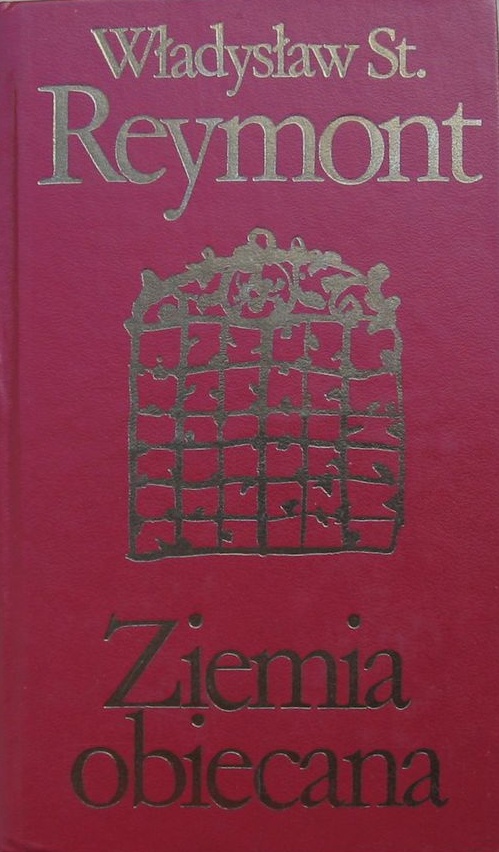 Władysław St.
Reymont
Ziemia
obiecana